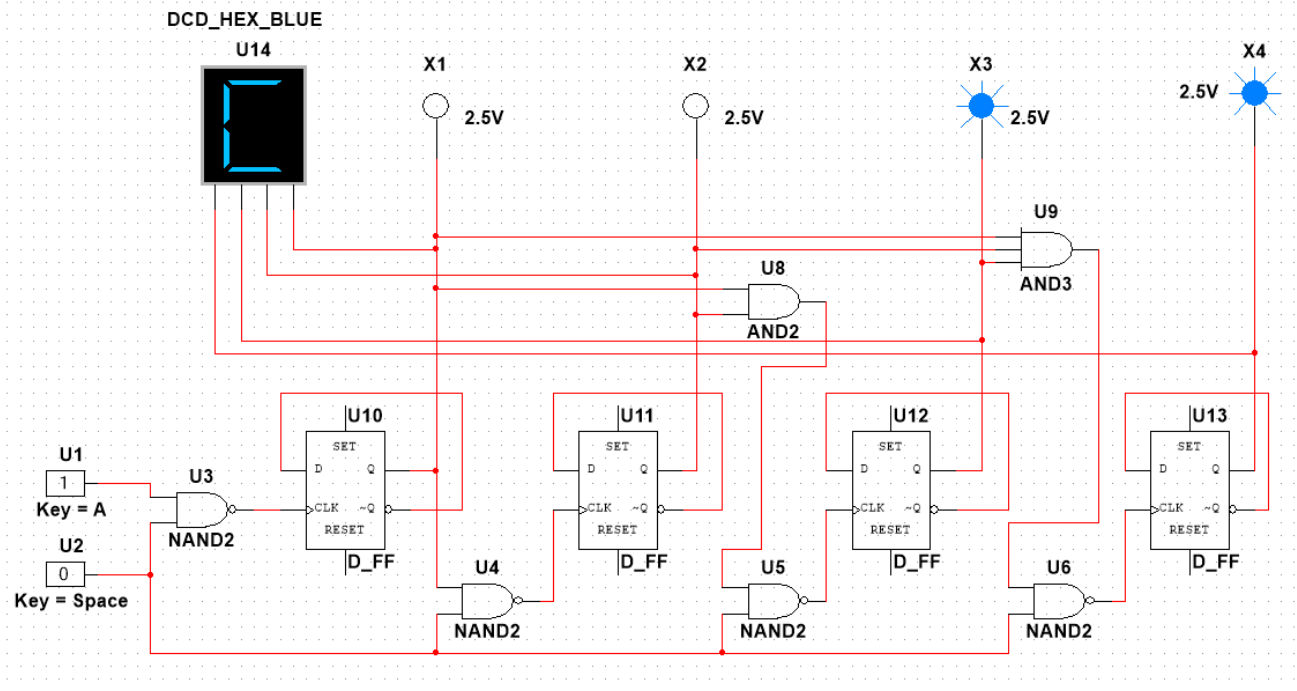 DCD_HEX_BLUE
U14
C
X1
2.5V
X2
2.5V
X3
2.5V
X4
2.5V
U9
AND3
U8
AND2
U10
SET
D Q
CLK ~Q
RESET
D_FF
U11
SET
D Q
CLK ~Q
RESET
D_FF
U12
SET
D Q
CLK ~Q
RESET
D_FF
U13
SET
D Q
CLK ~Q
RESET
D_FF
U1
1
Key = A
U3
NAND2
U2
0
Key = Space
U4
NAND2
U5
NAND2
U6
NAND2